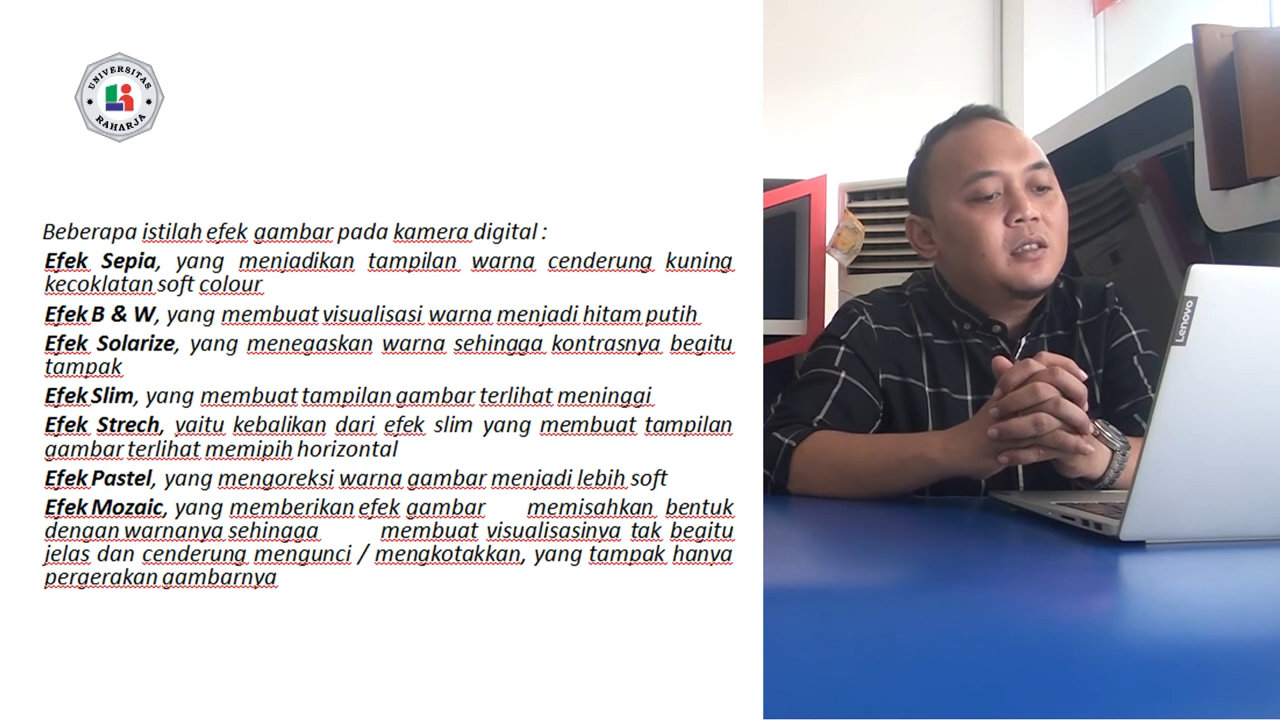 UNIVERSITAS
RAHARJA
Beberapa istilah efek gambar pada kamera digital :
Efek Sepia, yang menjadikan tampilan warna cenderung kuning
kecoklatan soft colour
Efek B & W, yang membuat visualisasi warna menjadi hitam putih
Efek Solarize, yang menegaskan warna sehingga kontrasnya begitu
tampak
Efek Slim, yang membuat tampilan gambar terlihat meninggi
Efek Strech, yaitu kebalikan dari efek slim yang membuat tampilan
gambar terlihat memipih horizontal
Efek Pastel, yang mengoreksi warna gambar menjadi lebih soft
Efek Mozaic, yang memberikan efek gambar memisahkan bentuk
dengan warnanya sehingga membuat visualisasinya tak begitu
jelas dan cenderung mengunci / mengkotakkan, yang tampak hanya
pergerakan gambarnya
Lenovo